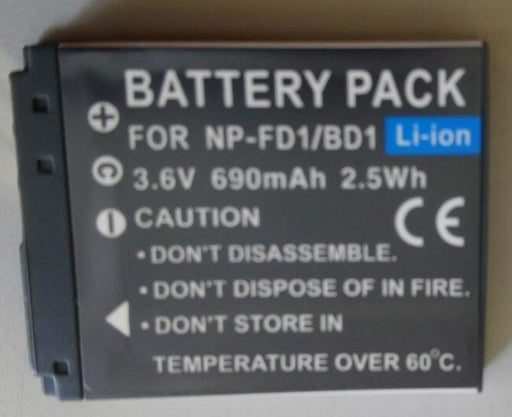 BATTERY PACK
FOR NP-FD1/BD1 Li-ion
3.6V 690mAh 2.5Wh
CAUTION CE
• DON'T DISASSEMBLE.
• DON'T DISPOSE OF IN FIRE.
• DON'T STORE IN
TEMPERATURE OVER 60°C.